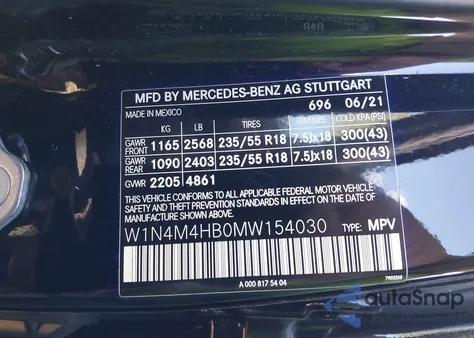 MFD BY MERCEDES-BENZ AG STUTTGART
MADE IN MEXICO 696 06/21
KG LB TIRES RIM SIZE COLD KPA (PSI)
GAWR FRONT 1165 2568 235/55 R18 7.5Jx18 300(43)
GAWR REAR 1090 2403 235/55 R18 7.5Jx18 300(43)
GVWR 2205 4861
THIS VEHICLE CONFORMS TO ALL APPLICABLE FEDERAL MOTOR
VEHICLE SAFETY AND THEFT PREVENTION STANDARDS IN
EFFECT ON THE DATE OF MANUFACTURE SHOWN ABOVE.
W1N4M4HB0MW154030 TYPE: MPV
A 000 817 54 04
autoSnap